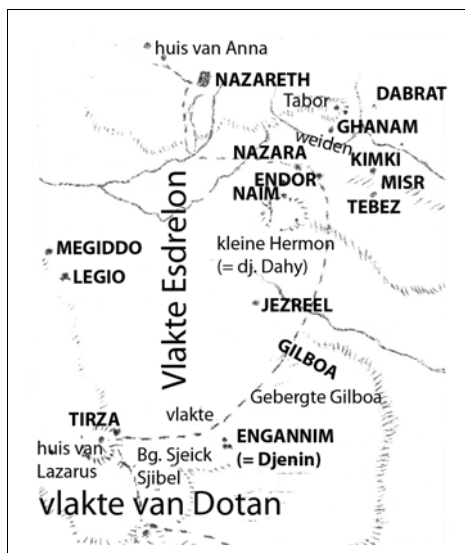 huis van Anna
NAZARETH
DABRAT
Tabor
GHANAM
weiden
NAZARA
KIMKI
ENDOR
MISR
NAÏM
TEBEZ
Vlakte Esdrelon
kleine Hermon
(= dj. Dahy)
MEGIDDO
LEGIO
JEZREEL
GILBOA
Gebergte Gilboa
vlakte
TIRZA
ENGANNIM
(= Djenin)
huis van
Lazarus
Bg. Sjeick
Sjibel
vlakte van Dotan